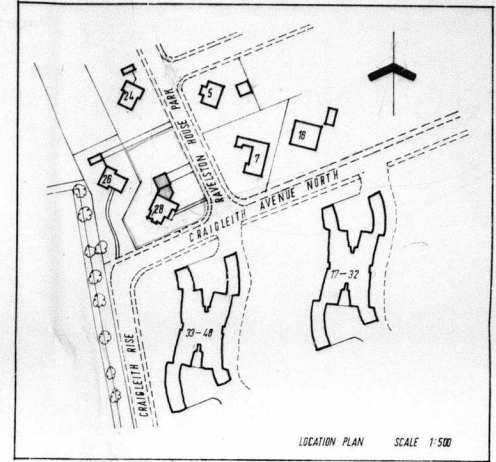 24
5
RAVELSTON HOUSE PARK
18
7
26
28
CRAIGLEITH AVENUE NORTH
17-32
33-48
CRAIGLEITH RISE
LOCATION PLAN SCALE 1:500